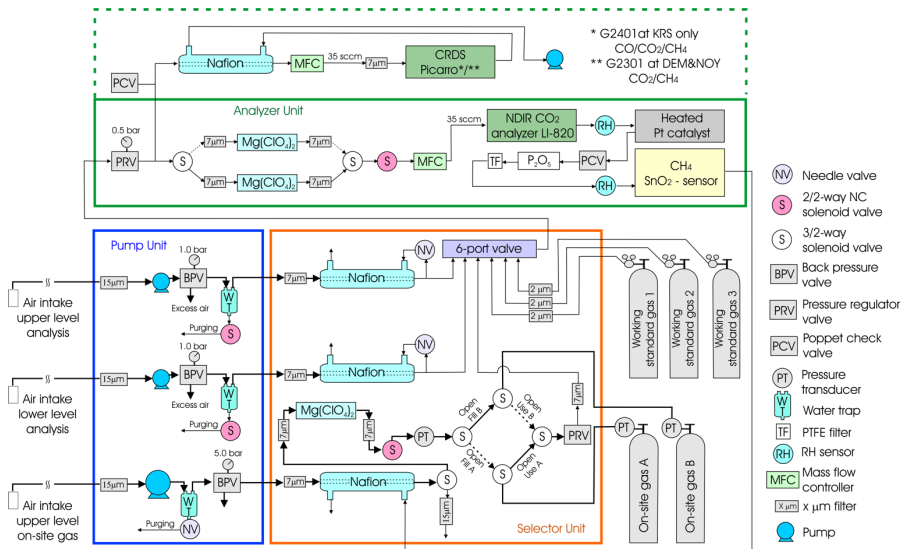 * G2401at KRS only
CO/CO₂/CH₄
** G2301 at DEM&NOY
CO₂/CH₄
Nafion
MFC
35 sccm
7µm
CRDS
Picarro*/**
Pump
PCV
Analyzer Unit
0.5 bar
PRV
S
7µm
Mg(ClO₄)₂
7µm
7µm
Mg(ClO₄)₂
7µm
S
S
MFC
35 sccm
NDIR CO₂
analyzer LI-820
RH
Heated
Pt catalyst
TF
P₂O₅
PCV
RH
CH₄
SnO₂ - sensor
Pump Unit
1.0 bar
BPV
15µm
Air intake
upper level
analysis
Pump
Excess air
W
T
Purging
S
1.0 bar
BPV
15µm
Air intake
lower level
analysis
Pump
Excess air
W
T
Purging
S
5.0 bar
BPV
15µm
Air intake
upper level
on-site gas
Pump
W
T
Purging
NV
7µm
Nafion
NV
6-port valve
2 µm
2 µm
2 µm
7µm
Nafion
NV
7µm
Mg(ClO₄)₂
7µm
S
PT
S
Open
Fill B
Open
Fill A
S
S
Open
Use B
Open
Use A
S
PRV
7µm
7µm
Nafion
S
15µm
Selector Unit
Working
standard gas 1
Working
standard gas 2
Working
standard gas 3
PT
PT
On-site gas A
On-site gas B
NV
Needle valve
S
2/2-way NC
solenoid valve
S
3/2-way
solenoid valve
BPV
Back pressure
valve
PRV
Pressure regulator
valve
PCV
Poppet check
valve
PT
Pressure
transducer
W
T
Water trap
TF
PTFE filter
RH
RH sensor
MFC
Mass flow
controller
X µm
x µm filter
Pump